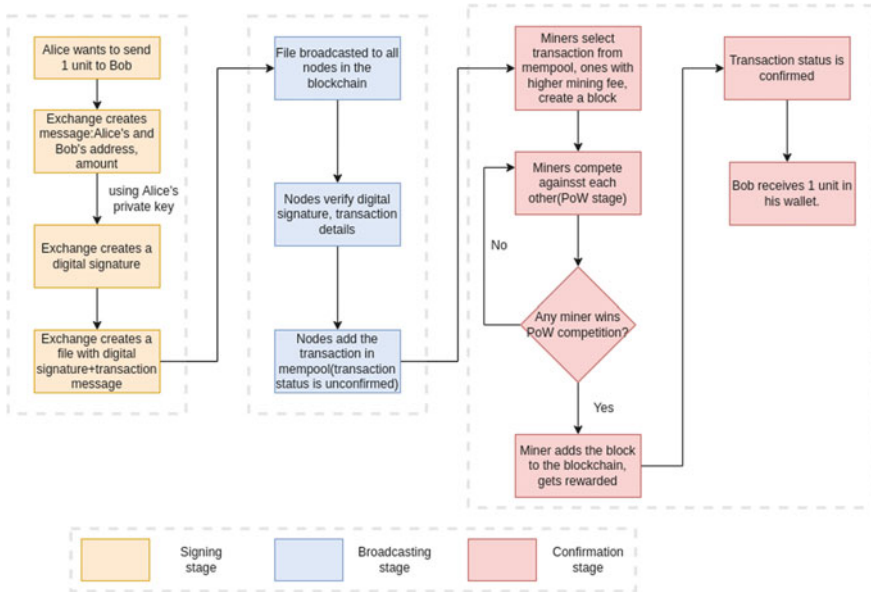 Alice wants to send
1 unit to Bob
Exchange creates
message:Alice's and
Bob's address,
amount
using Alice's
private key
Exchange creates a
digital signature
Exchange creates a
file with digital
signature+transaction
message
File broadcasted to all
nodes in the
blockchain
Nodes verify digital
signature, transaction
details
Nodes add the
transaction in
mempool(transaction
status is unconfirmed)
Miners select
transaction from
mempool, ones with
higher mining fee,
create a block
Miners compete
againsst each
other(PoW stage)
No
Any miner wins
PoW competition?
Yes
Miner adds the block
to the blockchain,
gets rewarded
Transaction status is
confirmed
Bob receives 1 unit in
his wallet.
Signing
stage
Broadcasting
stage
Confirmation
stage